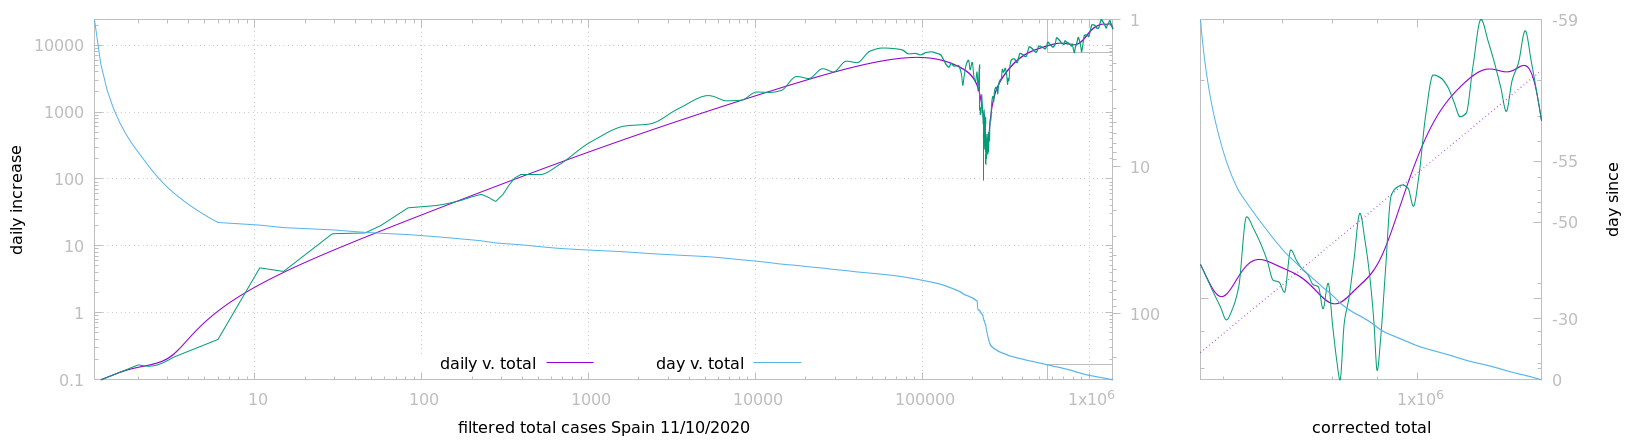 daily increase
10000
1000
100
10
1
0.1
10
100
1000
10000
100000
1x10⁶
1
10
100
daily v. total
day v. total
filtered total cases Spain 11/10/2020
-59
-55
-50
-30
0
day since
1x10⁶
corrected total